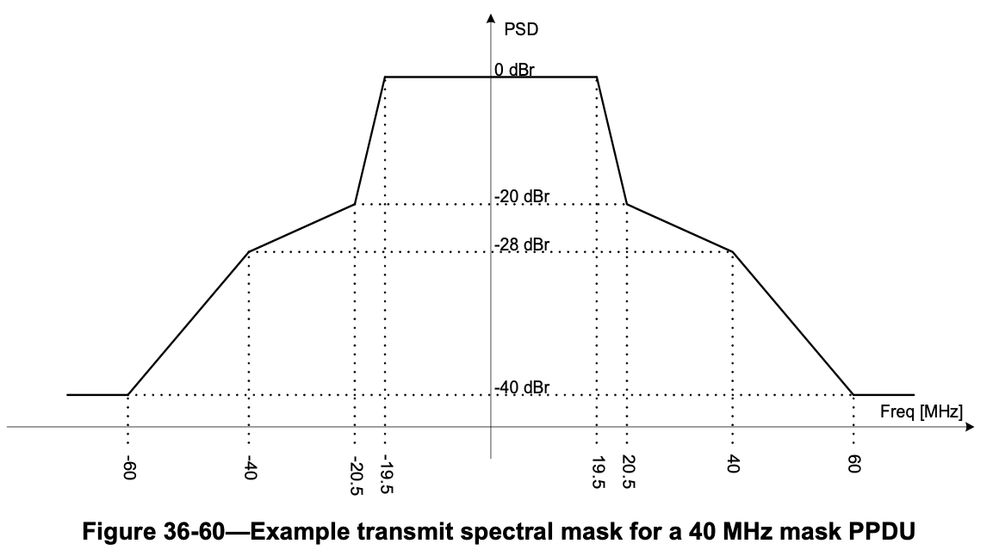 PSD
0 dBr
-20 dBr
-28 dBr
-40 dBr
Freq [MHz]
-60
-40
-20.5
-19.5
19.5
20.5
40
60
Figure 36-60—Example transmit spectral mask for a 40 MHz mask PPDU